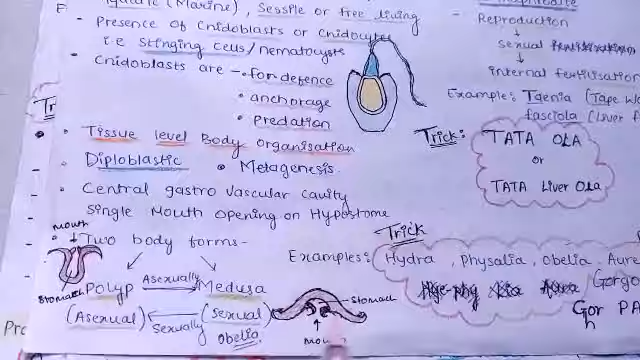 Aquatic (Marine), Sessile or free living
- Presence of Cnidoblasts or Cnidocytes
i.e Stinging cells/nematocysts
• Cnidoblasts are - • for defence
• anchorage
• predation
• Tissue level Body Organisation
• Diploblastic • Metagenesis.
• Central gastro vascular cavity
Single Mouth opening on Hypostome
mouth
• Two body forms-
Stomach
Polyp Asexually Medusa
(Asexual) Sexually (Sexual)
obelia
Stomach
- Reproduction
sexual
internal fertilisation
Example: Taenia (Tape
fasciola (Liver f
Trick: TATA OLA
or
TATA Liver Ola
Trick
Examples: Hydra, Physalia, Obelia, Aure
Gorgo
Gor PA
h